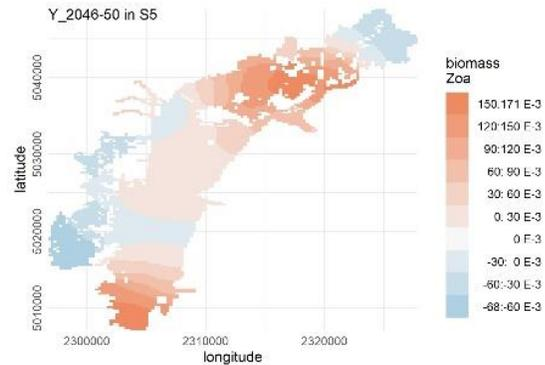 Y_2046-50 in S5
latitude
5040000
5030000
5020000
5010000
2300000
2310000
2320000
longitude
biomass
Zoa
150:171 E-3
120:150 E-3
90:120 E-3
60: 90 E-3
30: 60 E-3
0: 30 E-3
0 E-3
-30: 0 E-3
-60:-30 E-3
-68:-60 E-3